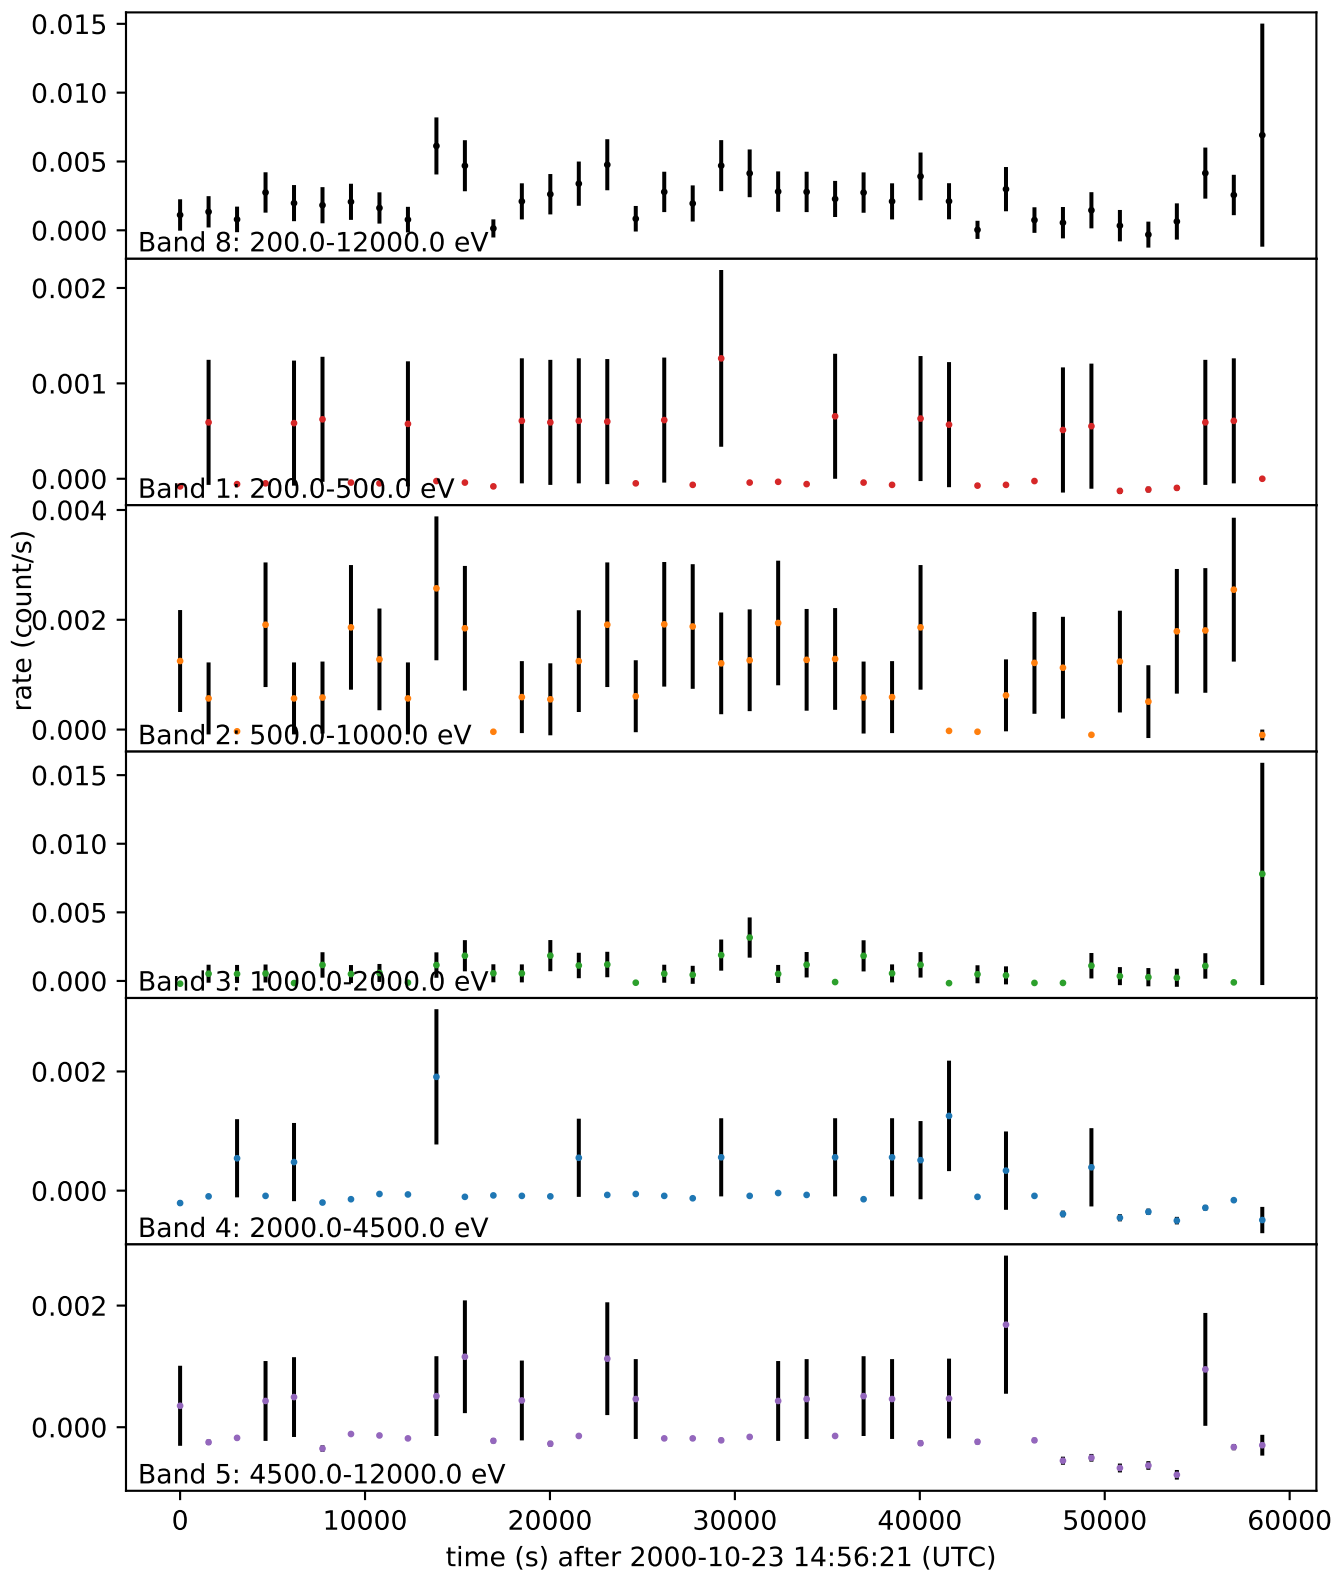 0.015
0.010
0.005
0.000
Band 8: 200.0-12000.0 eV
0.002
0.001
0.000
Band 1: 200.0-500.0 eV
0.004
0.002
0.000
Band 2: 500.0-1000.0 eV
rate (count/s)
0.015
0.010
0.005
0.000
Band 3: 1000.0-2000.0 eV
0.002
0.000
Band 4: 2000.0-4500.0 eV
0.002
0.000
Band 5: 4500.0-12000.0 eV
0 10000 20000 30000 40000 50000 60000
time (s) after 2000-10-23 14:56:21 (UTC)